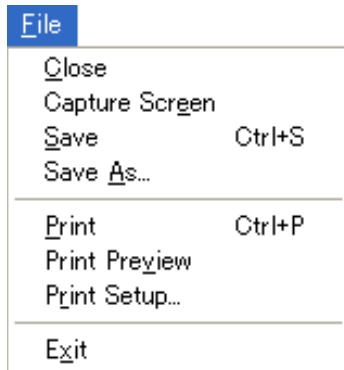 File
Close
Capture Screen
Save Ctrl+S
Save As...
Print Ctrl+P
Print Preview
Print Setup...
Exit